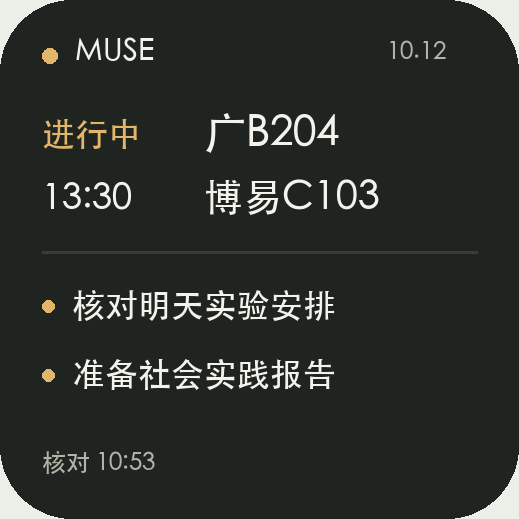 MUSE 10.12
进行中 广B204
13:30 博易C103
核对明天实验安排
准备社会实践报告
核对 10:53